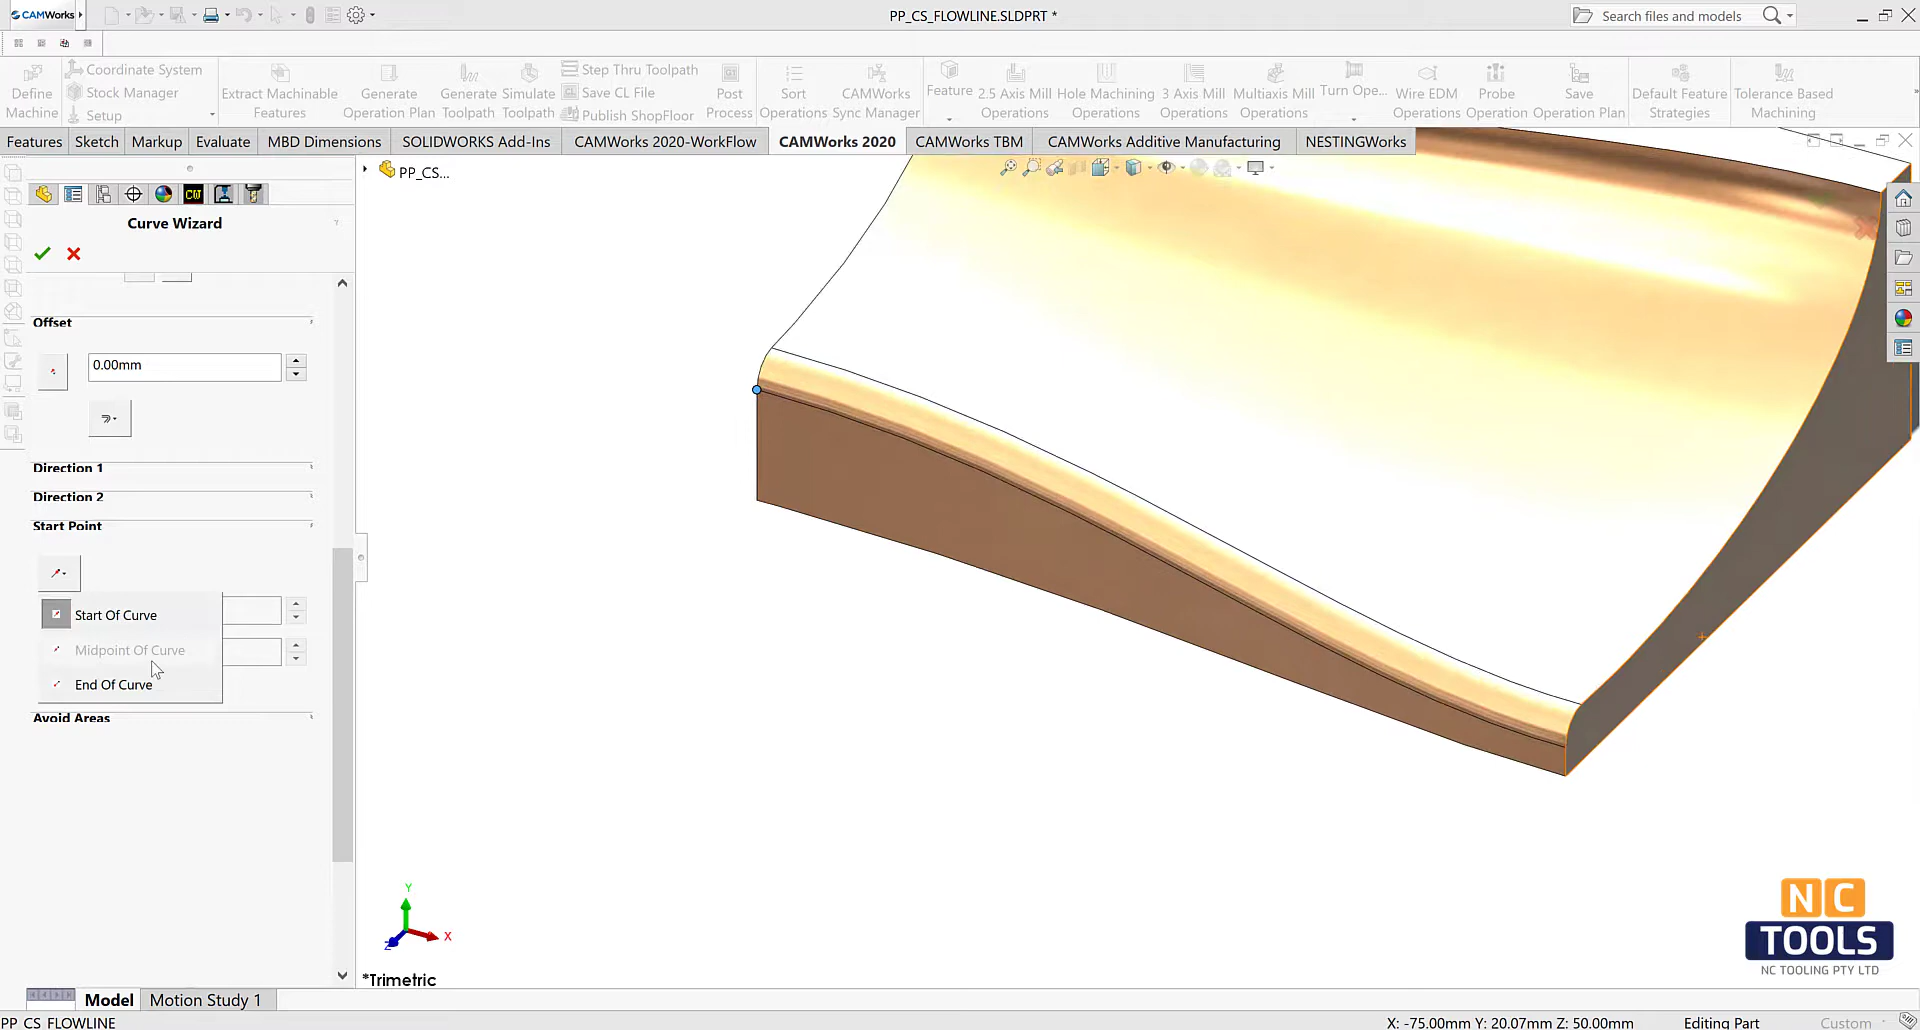 CAMWorks
PP_CS_FLOWLINE.SLDPRT *
Search files and models
Define Machine
Coordinate System
Stock Manager
Setup
Extract Machinable Features
Generate Operation Plan
Generate Toolpath
Simulate Toolpath
Step Thru Toolpath
Save CL File
Publish ShopFloor
Post Process
Sort Operations
CAMWorks Sync Manager
Feature
2.5 Axis Mill Operations
Hole Machining Operations
3 Axis Mill Operations
Multiaxis Mill Operations
Turn Ope...
Wire EDM Operations
Probe Operation
Save Operation Plan
Default Feature Strategies
Tolerance Based Machining
Features
Sketch
Markup
Evaluate
MBD Dimensions
SOLIDWORKS Add-Ins
CAMWorks 2020-WorkFlow
CAMWorks 2020
CAMWorks TBM
CAMWorks Additive Manufacturing
NESTINGWorks
PP_CS...
CW
Curve Wizard
Offset
0.00mm
Direction 1
Direction 2
Start Point
Start Of Curve
Midpoint Of Curve
End Of Curve
Avoid Areas
Y
X
Z
*Trimetric
NC
TOOLS
NC TOOLING PTY LTD
Model
Motion Study 1
PP_CS_FLOWLINE
X: -75.00mm Y: 20.07mm Z: 50.00mm
Editing Part
Custom